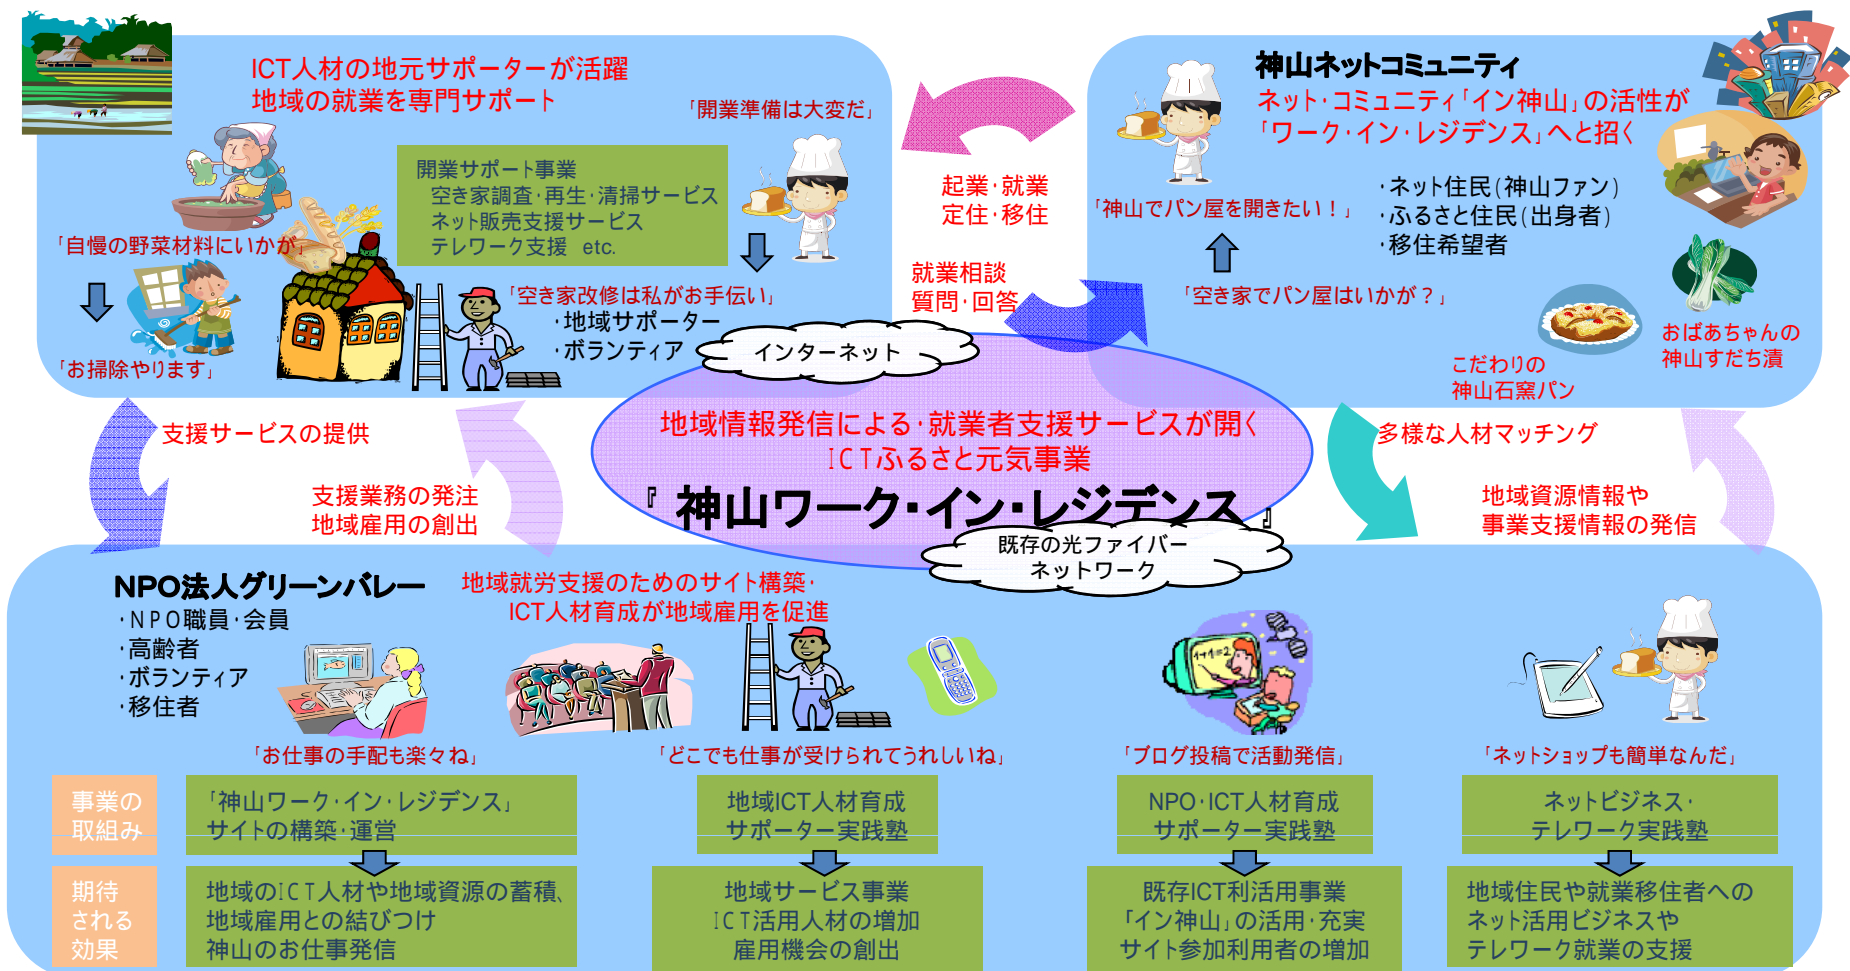 ICT人材の地元サポーターが活躍
地域の就業を専門サポート
「開業準備は大変だ」
開業サポート事業
空き家調査・再生・清掃サービス
ネット販売支援サービス
テレワーク支援 etc.
「自慢の野菜材料にいかが」
「お掃除やります」
「空き家改修は私がお手伝い」
・地域サポーター
・ボランティア
起業・就業
定住・移住
就業相談
質問・回答
神山ネットコミュニティ
ネット・コミュニティ「イン神山」の活性が
「ワーク・イン・レジデンス」へと招く
・ネット住民(神山ファン)
・ふるさと住民(出身者)
・移住希望者
「神山でパン屋を開きたい！」
「空き家でパン屋はいかが？」
おばあちゃんの
神山すだち漬
こだわりの
神山石窯パン
インターネット
地域情報発信による・就業者支援サービスが開く
ICTふるさと元気事業
『神山ワーク・イン・レジデンス』
既存の光ファイバー
ネットワーク
支援サービスの提供
支援業務の発注
地域雇用の創出
多様な人材マッチング
地域資源情報や
事業支援情報の発信
NPO法人グリーンバレー
・NPO職員・会員
・高齢者
・ボランティア
・移住者
地域就労支援のためのサイト構築・
ICT人材育成が地域雇用を促進
「お仕事の手配も楽々ね」
「どこでも仕事が受けられてうれしいね」
「ブログ投稿で活動発信」
「ネットショップも簡単なんだ」
事業の
取組み
「神山ワーク・イン・レジデンス」
サイトの構築・運営
地域ICT人材育成
サポーター実践塾
NPO・ICT人材育成
サポーター実践塾
ネットビジネス・
テレワーク実践塾
期待
される
効果
地域のICT人材や地域資源の蓄積、
地域雇用との結びつけ
神山のお仕事発信
地域サービス事業
ICT活用人材の増加
雇用機会の創出
既存ICT利活用事業
「イン神山」の活用・充実
サイト参加利用者の増加
地域住民や就業移住者への
ネット活用ビジネスや
テレワーク就業の支援